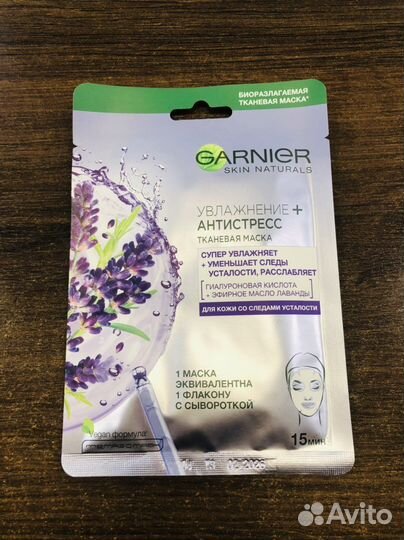 БИОРАЗЛАГАЕМАЯ
ТКАНЕВАЯ МАСКА*
GARNIER
SKIN NATURALS
УВЛАЖНЕНИЕ +
АНТИСТРЕСС
ТКАНЕВАЯ МАСКА
СУПЕР УВЛАЖНЯЕТ
+ УМЕНЬШАЕТ СЛЕДЫ
УСТАЛОСТИ, РАССЛАБЛЯЕТ
ГИАЛУРОНОВАЯ КИСЛОТА
+ ЭФИРНОЕ МАСЛО ЛАВАНДЫ
ДЛЯ КОЖИ СО СЛЕДАМИ УСТАЛОСТИ
1 МАСКА
ЭКВИВАЛЕНТНА
1 ФЛАКОНУ
С СЫВОРОТКОЙ
Vegan формула
15 мин
02.2026
Avito